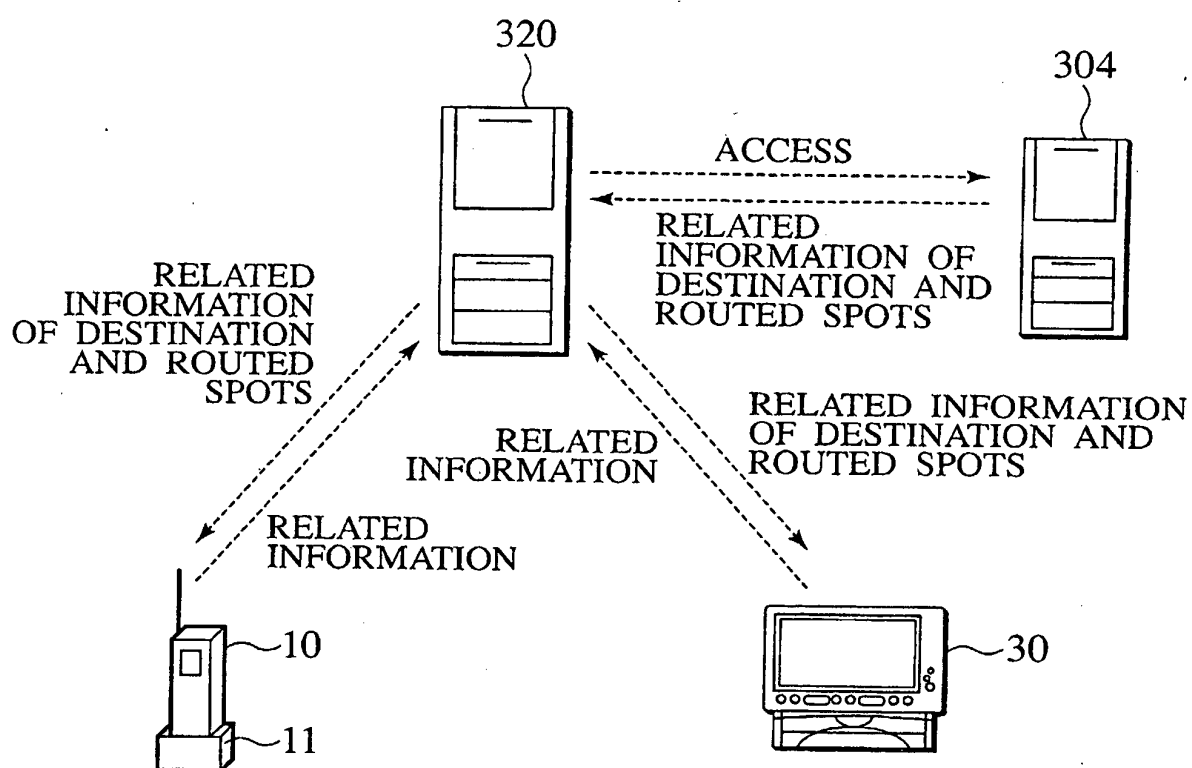 320
304
ACCESS
RELATED
INFORMATION OF
DESTINATION AND
ROUTED SPOTS
RELATED
INFORMATION
OF DESTINATION
AND ROUTED
SPOTS
RELATED INFORMATION
OF DESTINATION AND
ROUTED SPOTS
RELATED
INFORMATION
RELATED
INFORMATION
10
30
11